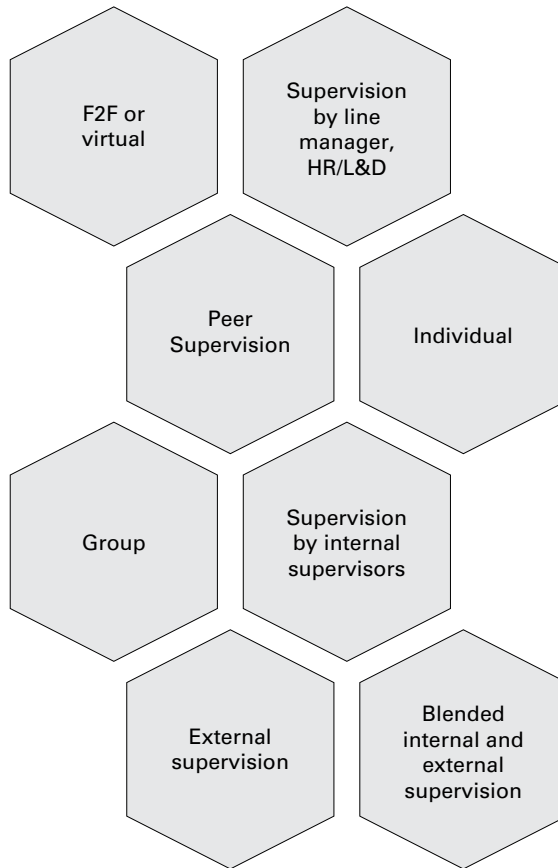 F2F or
virtual
Supervision
by line
manager,
HR/L&D
Peer
Supervision
Individual
Group
Supervision
by internal
supervisors
External
supervision
Blended
internal and
external
supervision